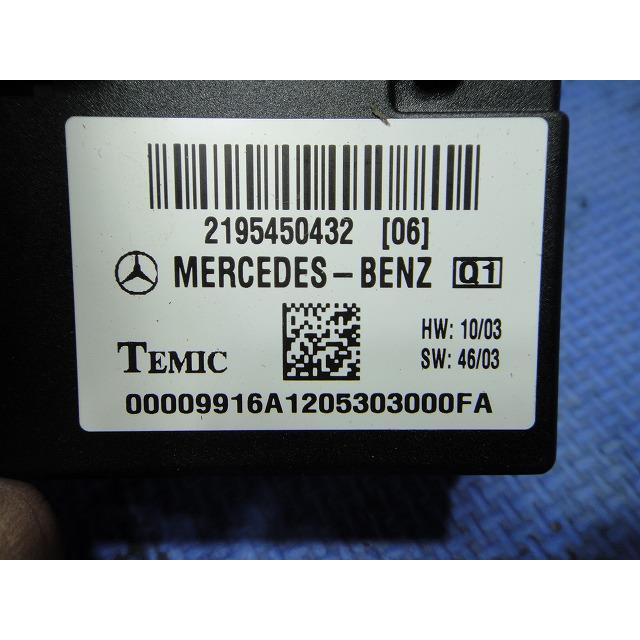 2195450432 [06]
MERCEDES-BENZ Q1
TEMIC
HW: 10/03
SW: 46/03
00009916A1205303000FA